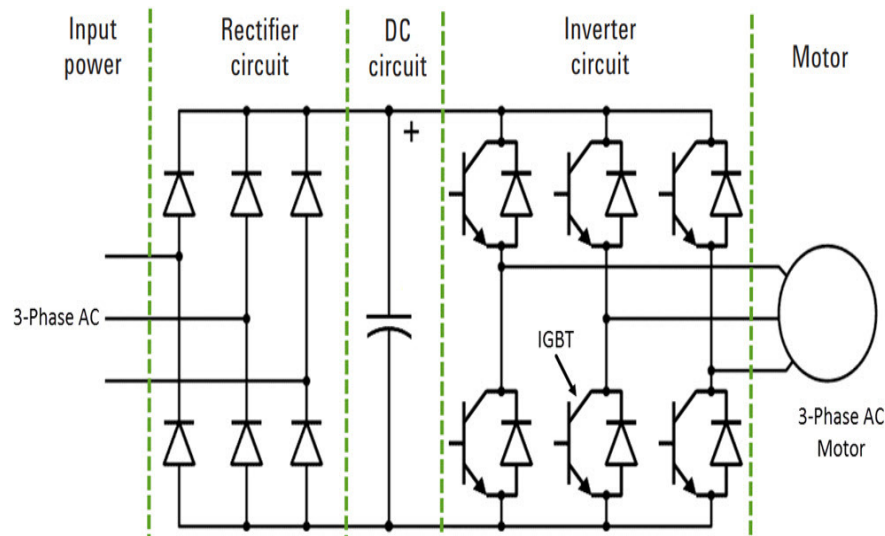 Input
power
Rectifier
circuit
DC
circuit
Inverter
circuit
Motor
+
3-Phase AC
IGBT
3-Phase AC
Motor